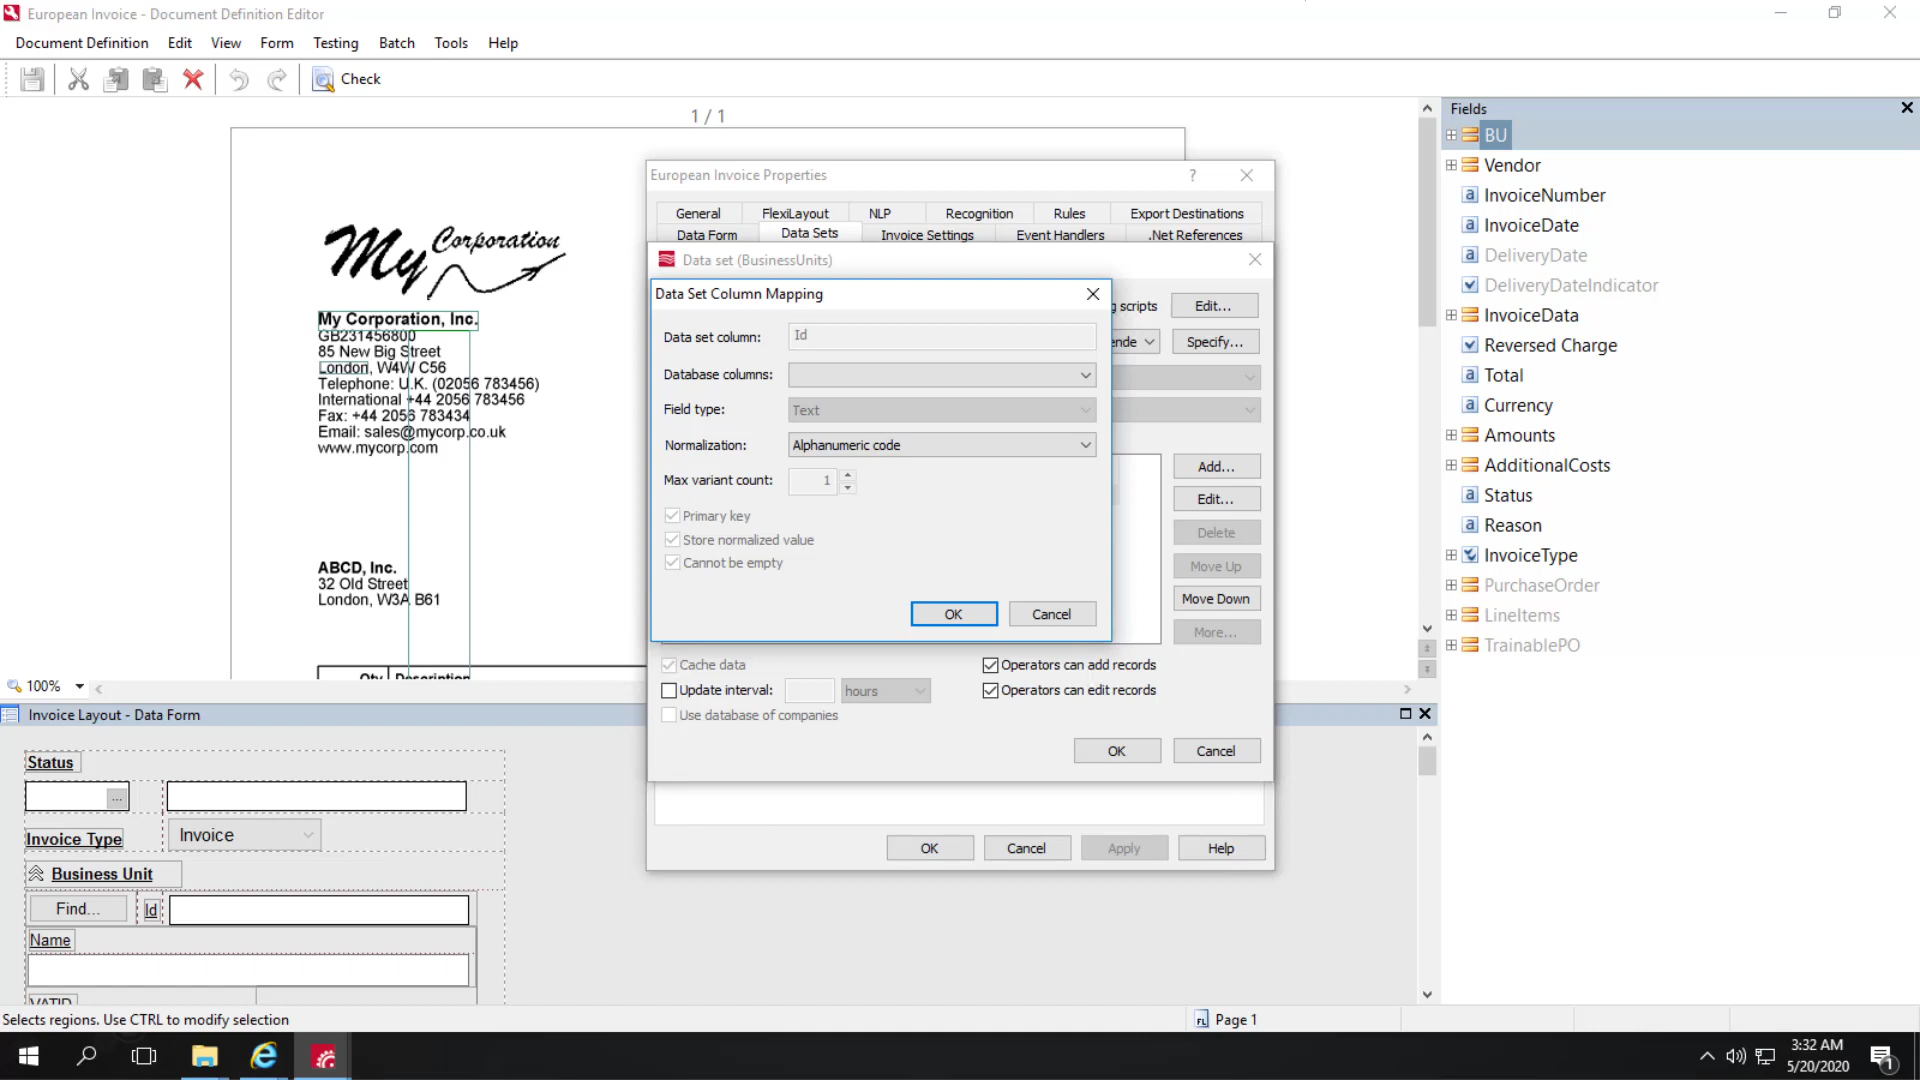 European Invoice - Document Definition Editor
Document Definition Edit View Form Testing Batch Tools Help
Check
1 / 1
My Corporation
My Corporation, Inc.
GB231456800
85 New Big Street
London, W4W C56
Telephone: U.K. (02056 783456)
International +44 2056 783456
Fax: +44 2056 783434
Email: sales@mycorp.co.uk
www.mycorp.com
ABCD, Inc.
32 Old Street
London, W3A B61
Qty Description
100%
European Invoice Properties
?
General FlexiLayout NLP Recognition Rules Export Destinations
Data Form Data Sets Invoice Settings Event Handlers .Net References
Data set (BusinessUnits)
g scripts Edit...
ende Specify...
Data Set Column Mapping
Data set column: Id
Database columns:
Field type: Text
Normalization: Alphanumeric code
Max variant count: 1
Primary key
Store normalized value
Cannot be empty
OK Cancel
Add...
Edit...
Delete
Move Up
Move Down
More...
Cache data
Operators can add records
Update interval: hours
Operators can edit records
Use database of companies
OK Cancel
OK Cancel Apply Help
Fields
BU
Vendor
InvoiceNumber
InvoiceDate
DeliveryDate
DeliveryDateIndicator
InvoiceData
Reversed Charge
Total
Currency
Amounts
AdditionalCosts
Status
Reason
InvoiceType
PurchaseOrder
LineItems
TrainablePO
Invoice Layout - Data Form
Status
...
Invoice Type Invoice
Business Unit
Find... Id
Name
VATID
Selects regions. Use CTRL to modify selection
FL Page 1
3:32 AM
5/20/2020
1